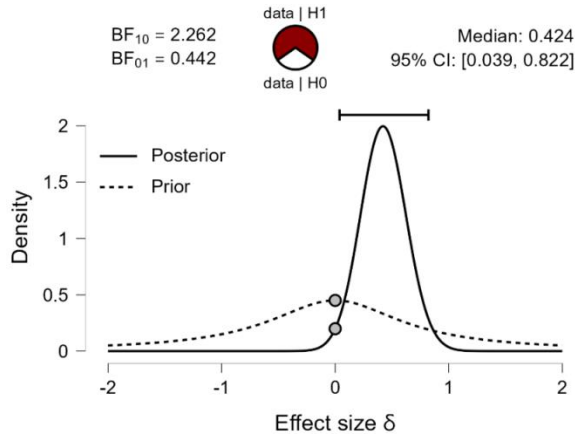 BF₁₀ = 2.262
BF₀₁ = 0.442
data | H1
data | H0
Median: 0.424
95% CI: [0.039, 0.822]
Posterior
Prior
Density
2
1.5
1
0.5
0
-2
-1
0
1
2
Effect size δ